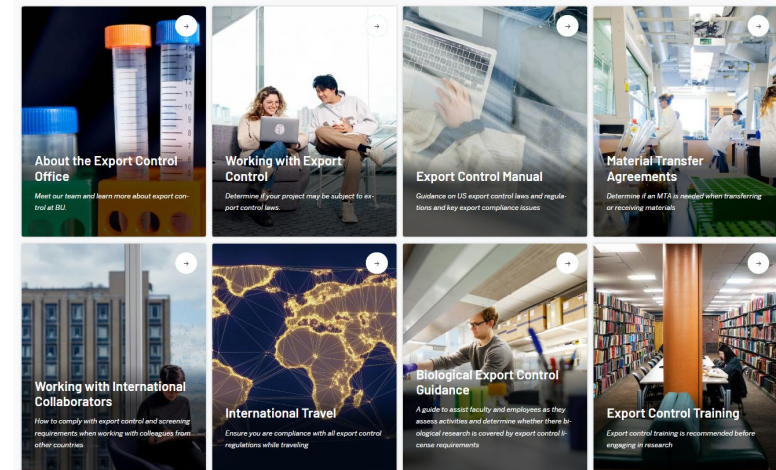 About the Export Control
Office
Meet our team and learn more about export con-
trol at BU.
Working with Export
Control
Determine if your project may be subject to ex-
port control laws.
Export Control Manual
Guidance on US export control laws and regula-
tions and key export compliance issues
Material Transfer
Agreements
Determine if an MTA is needed when transferring
or receiving materials
Working with International
Collaborators
How to comply with export control and screening
requirements when working with colleagues from
other countries
International Travel
Ensure you are compliance with all export control
regulations while traveling
Biological Export Control
Guidance
A guide to assist faculty and employees as they
assess activities and determine whether there bi-
ological research is covered by export control li-
cense requirements
Export Control Training
Export control training is recommended before
engaging in research